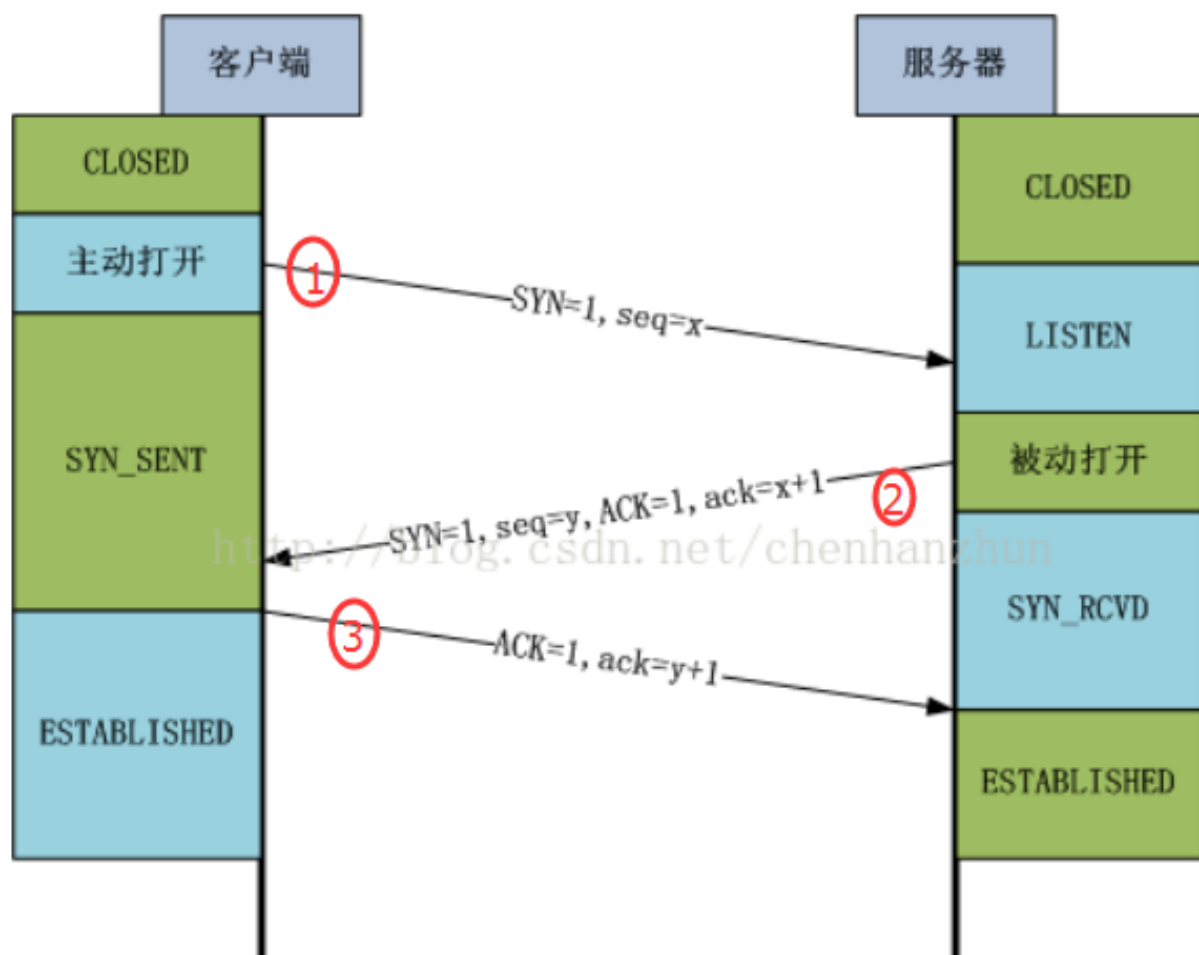 客户端
服务器
CLOSED
CLOSED
主动打开
1
SYN=1, seq=x
LISTEN
SYN_SENT
被动打开
2
SYN=1, seq=y, ACK=1, ack=x+1
http://blog.csdn.net/chenhanzhun
SYN_RCVD
3
ACK=1, ack=y+1
ESTABLISHED
ESTABLISHED